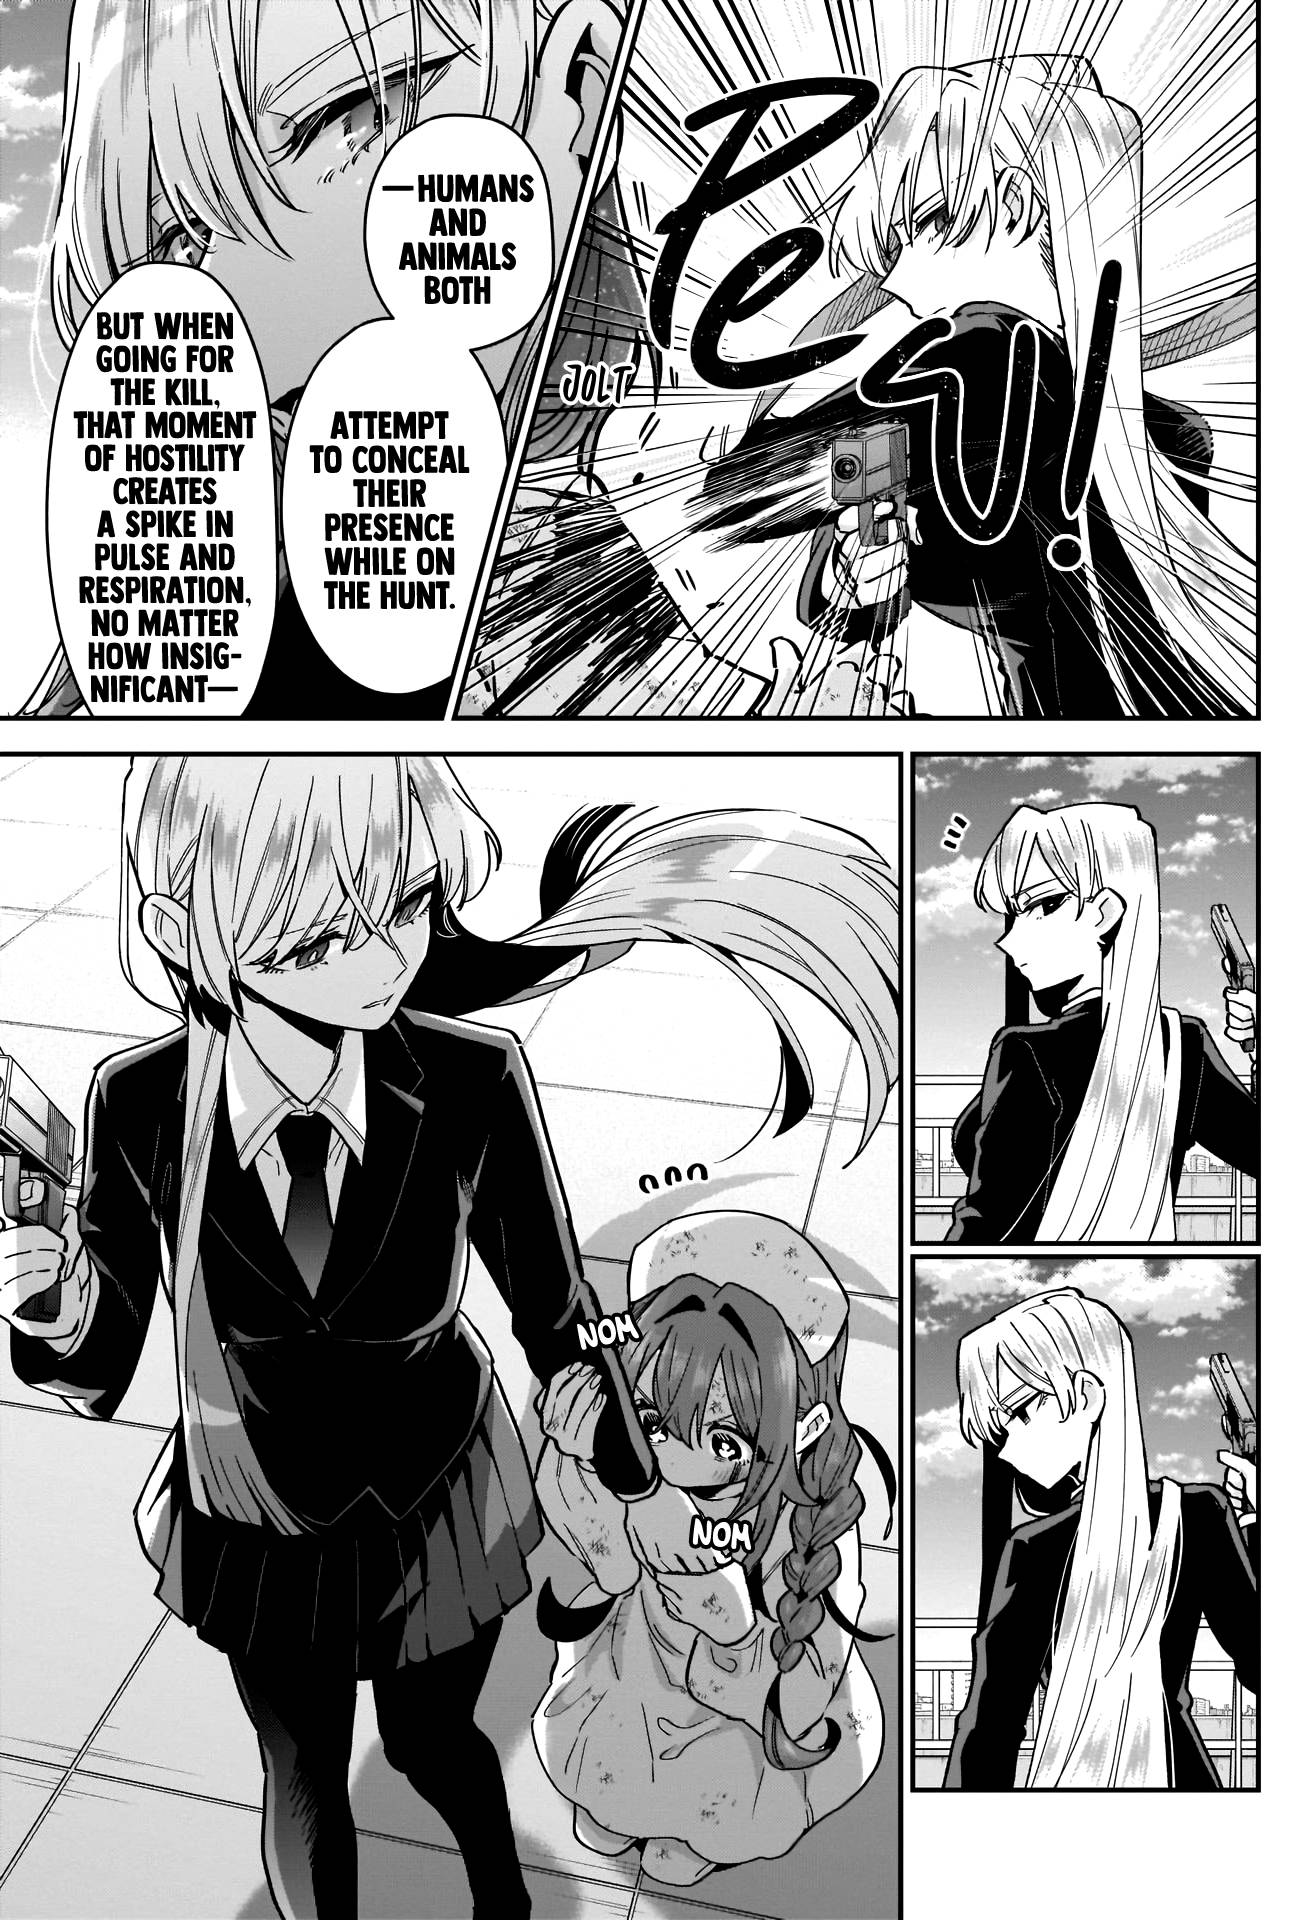 JOLT
—HUMANS
AND
ANIMALS
BOTH
ATTEMPT
TO CONCEAL
THEIR
PRESENCE
WHILE ON
THE HUNT.
BUT WHEN
GOING FOR
THE KILL,
THAT MOMENT
OF HOSTILITY
CREATES
A SPIKE IN
PULSE AND
RESPIRATION,
NO MATTER
HOW INSIG-
NIFICANT—
NOM
NOM